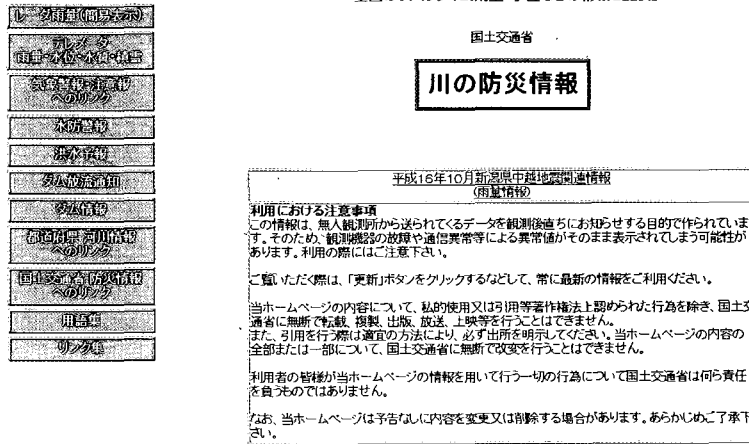 レーダ雨量(簡易表示)
テレメータ
雨量・水位・水質・積雪
気象警報・注意報
へのリンク
水防警報
洪水予報
ダム放流通知
ダム情報
都道府県 河川情報
へのリンク
国土交通省 防災情報
へのリンク
用語集
リンク集
国土交通省
川の防災情報
平成16年10月新潟県中越地震関連情報
(雨量情報)
利用における注意事項
この情報は、無人観測所から送られてくるデータを観測後直ちにお知らせする目的で作られていま
す。そのため、観測機器の故障や通信異常等による異常値がそのまま表示されてしまう可能性が
あります。利用の際にはご注意下さい。
ご覧いただく際は、「更新」ボタンをクリックするなどして、常に最新の情報をご利用ください。
当ホームページの内容について、私的使用又は引用等著作権法上認められた行為を除き、国土交
通省に無断で転載、複製、出版、放送、上映等を行うことはできません。
また、引用を行う際は適宜の方法により、必ず出所を明示してください。当ホームページの内容の
全部または一部について、国土交通省に無断で改変を行うことはできません。
利用者の皆様が当ホームページの情報を用いて行う一切の行為について国土交通省は何ら責任
を負うものではありません。
なお、当ホームページは予告なしに内容を変更又は削除する場合があります。あらかじめご了承下
さい。